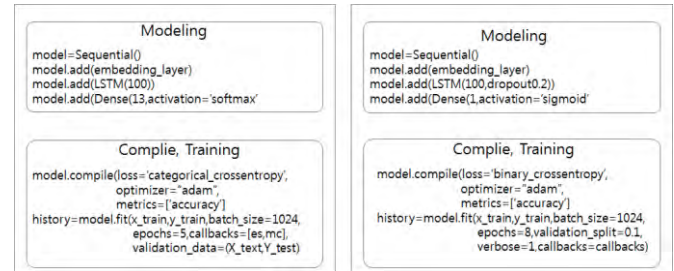 Modeling
model=Sequential()
model.add(embedding_layer)
model.add(LSTM(100))
model.add(Dense(13,activation='softmax'
Complie, Training
model.compile(loss='categorical_crossentropy',
optimizer="adam",
metrics=['accuracy']
history=model.fit(x_train,y_train,batch_size=1024,
epochs=5,callbacks=[es,mc],
validation_data=(X_text,Y_test)
Modeling
model=Sequential()
model.add(embedding_layer)
model.add(LSTM(100,dropout0.2))
model.add(Dense(1,activation='sigmoid'
Complie, Training
model.compile(loss='binary_crossentropy',
optimizer="adam",
metrics=['accuracy']
history=model.fit(x_train,y_train,batch_size=1024,
epochs=8,validation_split=0.1,
verbose=1,callbacks=callbacks)